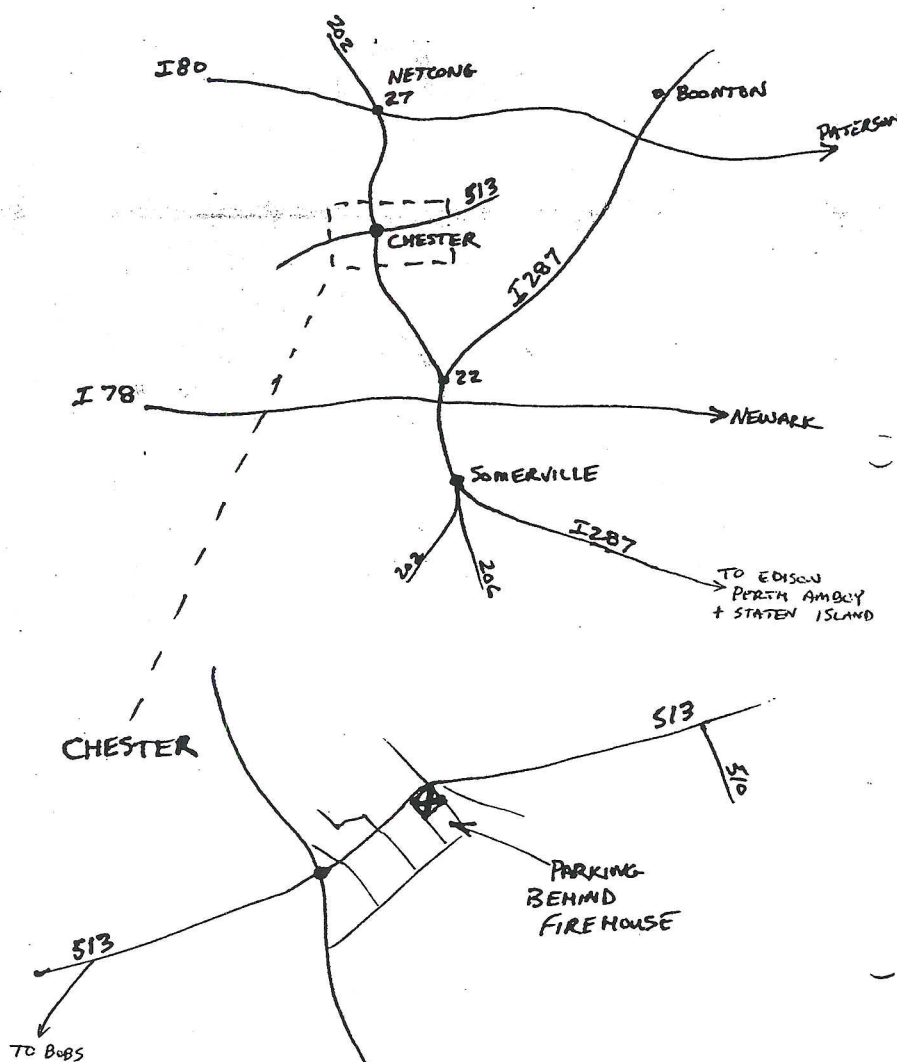 202
I80
NETCONG
27
BOONTON
PATERSON
513
CHESTER
I287
22
I 78
NEWARK
SOMERVILLE
I287
202
206
TO EDISON
PERTH AMBOY
+ STATEN ISLAND
CHESTER
513
510
PARKING
BEHIND
FIREHOUSE
513
TO BOBS